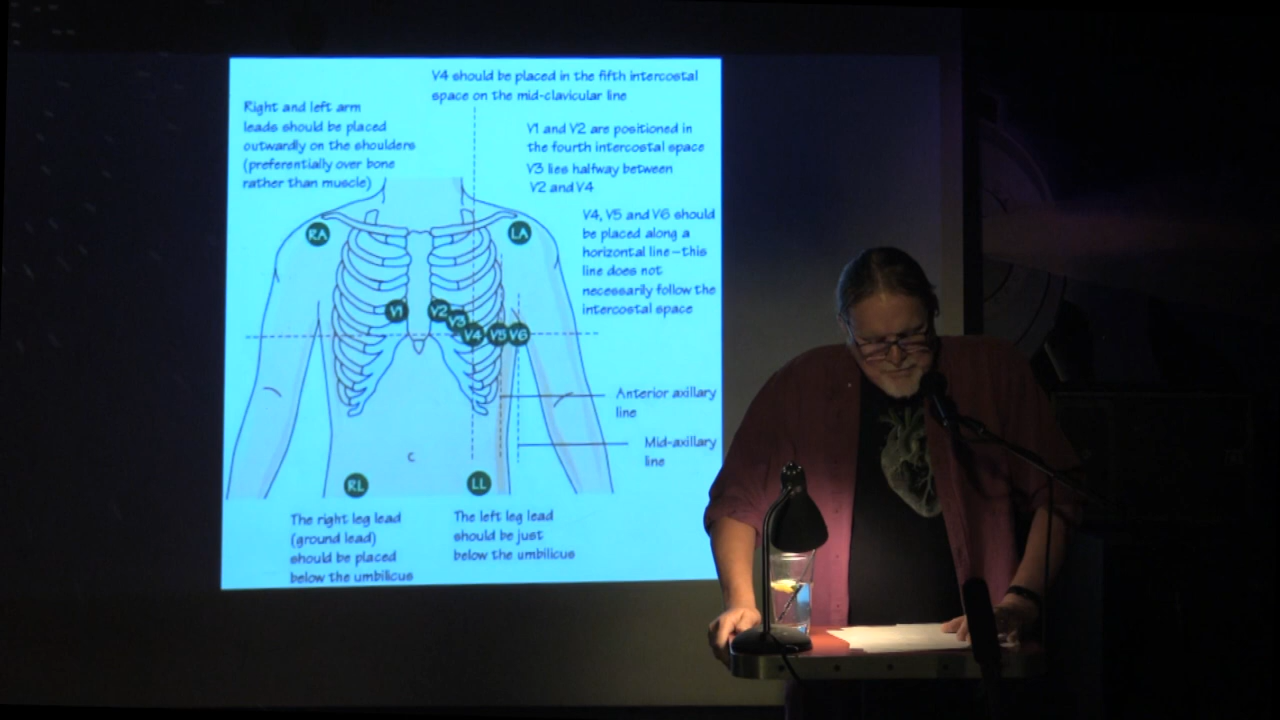 V4 should be placed in the fifth intercostal
space on the mid-clavicular line
Right and left arm
leads should be placed
outwardly on the shoulders
(preferentially over bone
rather than muscle)
V1 and V2 are positioned in
the fourth intercostal space
V3 lies halfway between
V2 and V4
V4, V5 and V6 should
be placed along a
horizontal line—this
line does not
necessarily follow the
intercostal space
RA
LA
V1
V2
V3
V4
V5
V6
Anterior axillary
line
Mid-axillary
line
RL
LL
The right leg lead
(ground lead)
should be placed
below the umbilicus
The left leg lead
should be just
below the umbilicus